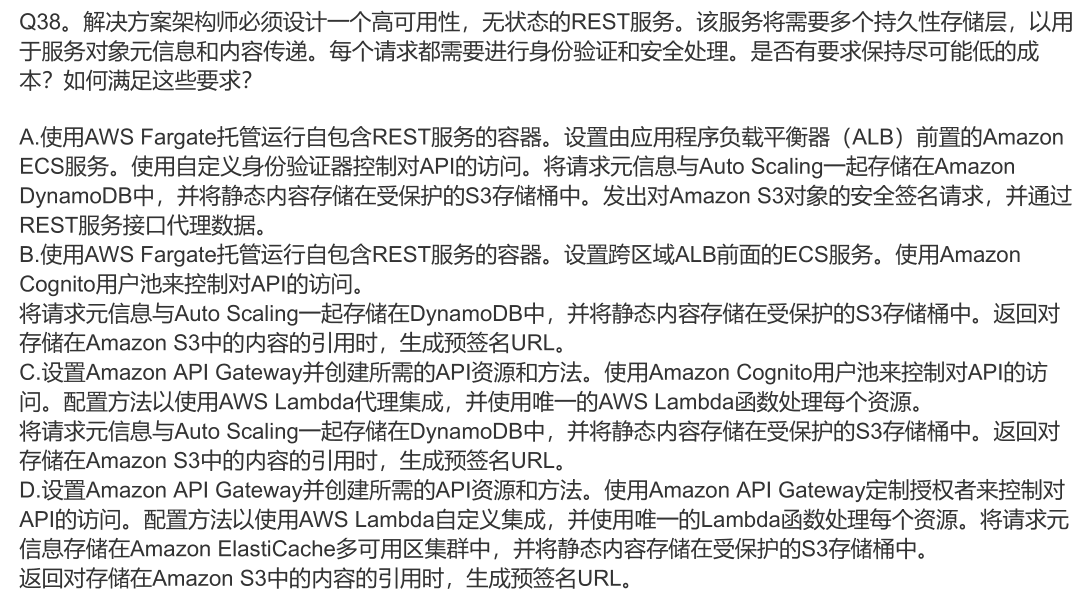 Q38。解决方案架构师必须设计一个高可用性，无状态的REST服务。该服务将需要多个持久性存储层，以用
于服务对象元信息和内容传递。每个请求都需要进行身份验证和安全处理。是否有要求保持尽可能低的成
本？如何满足这些要求？
A.使用AWS Fargate托管运行自包含REST服务的容器。设置由应用程序负载平衡器（ALB）前置的Amazon
ECS服务。使用自定义身份验证器控制对API的访问。将请求元信息与Auto Scaling一起存储在Amazon
DynamoDB中，并将静态内容存储在受保护的S3存储桶中。发出对Amazon S3对象的安全签名请求，并通过
REST服务接口代理数据。
B.使用AWS Fargate托管运行自包含REST服务的容器。设置跨区域ALB前面的ECS服务。使用Amazon
Cognito用户池来控制对API的访问。
将请求元信息与Auto Scaling一起存储在DynamoDB中，并将静态内容存储在受保护的S3存储桶中。返回对
存储在Amazon S3中的内容的引用时，生成预签名URL。
C.设置Amazon API Gateway并创建所需的API资源和方法。使用Amazon Cognito用户池来控制对API的访
问。配置方法以使用AWS Lambda代理集成，并使用唯一的AWS Lambda函数处理每个资源。
将请求元信息与Auto Scaling一起存储在DynamoDB中，并将静态内容存储在受保护的S3存储桶中。返回对
存储在Amazon S3中的内容的引用时，生成预签名URL。
D.设置Amazon API Gateway并创建所需的API资源和方法。使用Amazon API Gateway定制授权者来控制对
API的访问。配置方法以使用AWS Lambda自定义集成，并使用唯一的Lambda函数处理每个资源。将请求元
信息存储在Amazon ElastiCache多可用区集群中，并将静态内容存储在受保护的S3存储桶中。
返回对存储在Amazon S3中的内容的引用时，生成预签名URL。